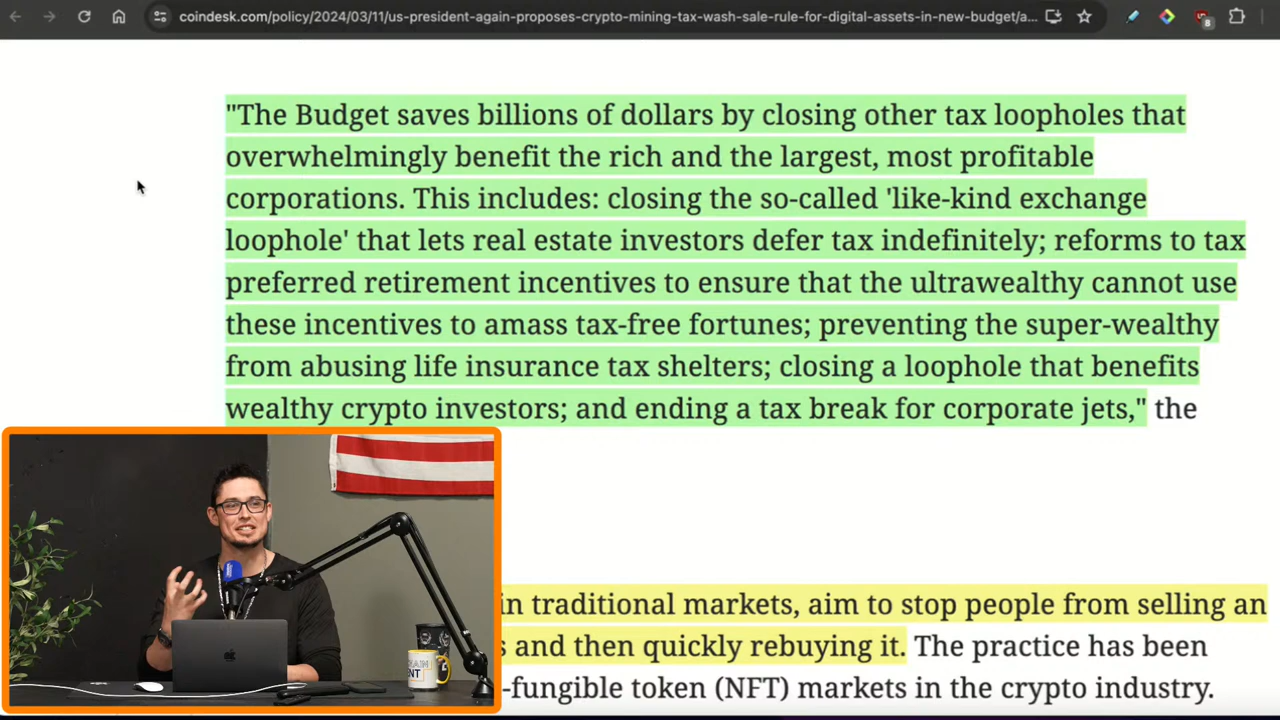 coindesk.com/policy/2024/03/11/us-president-again-proposes-crypto-mining-tax-wash-sale-rule-for-digital-assets-in-new-budget/a...
8
"The Budget saves billions of dollars by closing other tax loopholes that
overwhelmingly benefit the rich and the largest, most profitable
corporations. This includes: closing the so-called 'like-kind exchange
loophole' that lets real estate investors defer tax indefinitely; reforms to tax
preferred retirement incentives to ensure that the ultrawealthy cannot use
these incentives to amass tax-free fortunes; preventing the super-wealthy
from abusing life insurance tax shelters; closing a loophole that benefits
wealthy crypto investors; and ending a tax break for corporate jets," the
in traditional markets, aim to stop people from selling an
s and then quickly rebuying it. The practice has been
-fungible token (NFT) markets in the crypto industry.